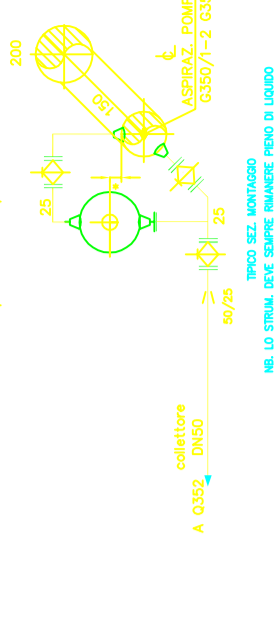 200
150
ASPIRAZ. POMP
G350/1-2 G35
25
25
50/25
collettore
DN50
A Q352
TIPICO SEZ. MONTAGGIO
NB. LO STRUM. DEVE SEMPRE RIMANERE PIENO DI LIQUIDO